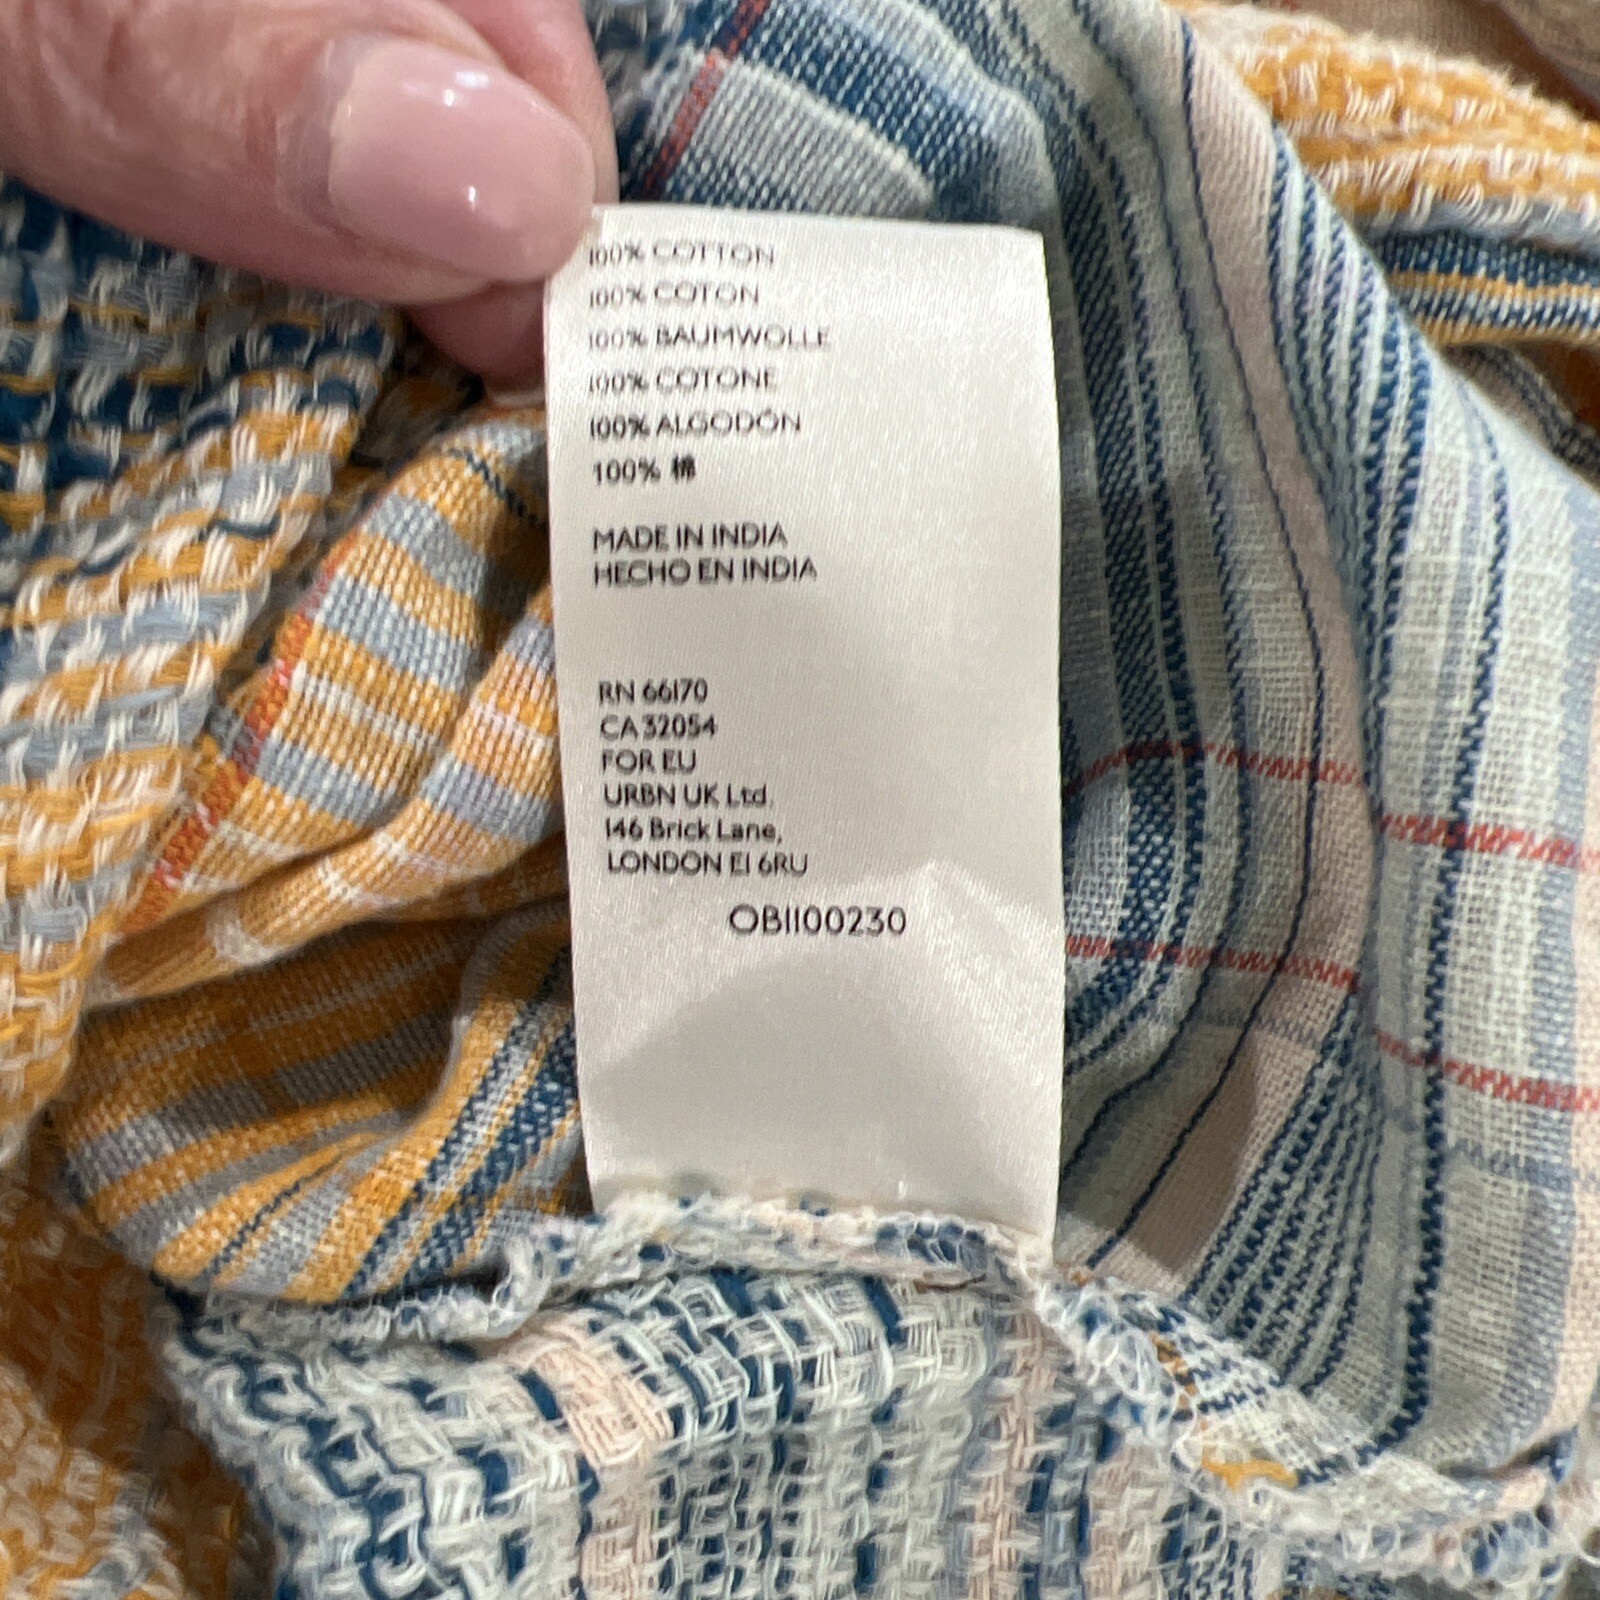 100% COTTON
100% COTON
100% BAUMWOLLE
100% COTONE
100% ALGODÓN
100% 棉
MADE IN INDIA
HECHO EN INDIA
RN 66170
CA 32054
FOR EU
URBN UK Ltd.
146 Brick Lane,
LONDON E1 6RU
OB1100230